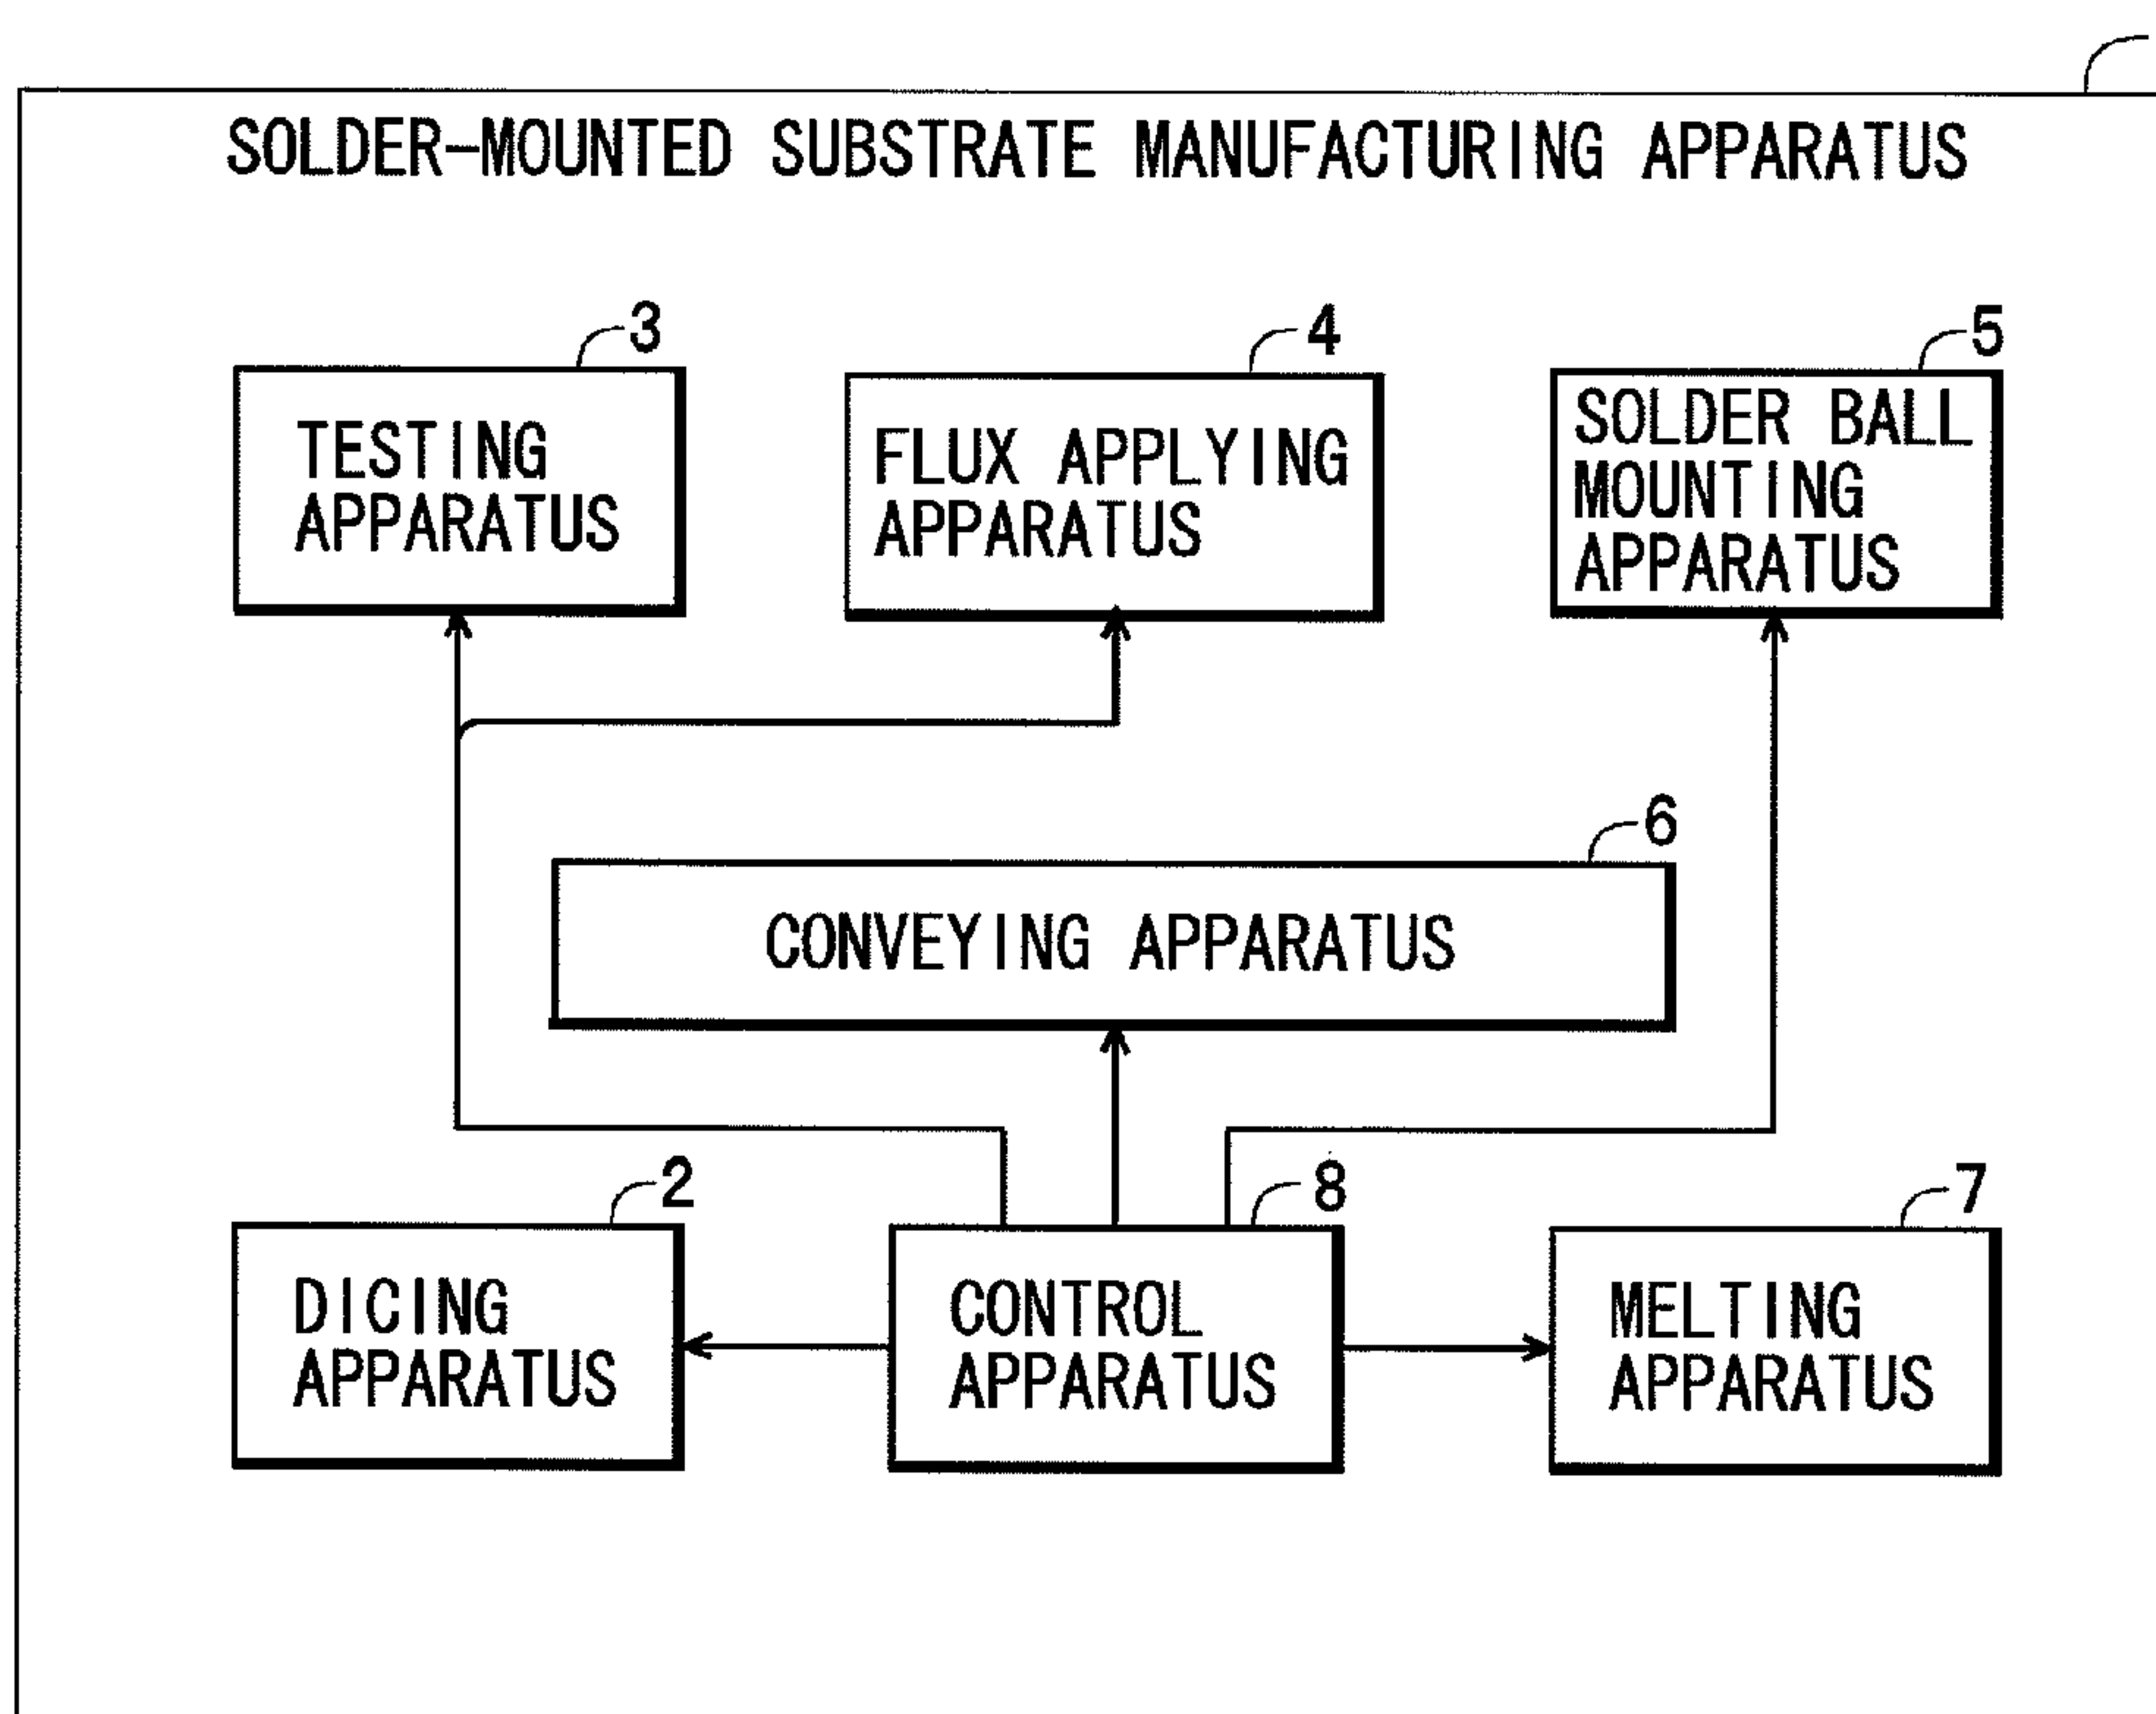 SOLDER-MOUNTED SUBSTRATE MANUFACTURING APPARATUS
3
TESTING
APPARATUS
4
FLUX APPLYING
APPARATUS
5
SOLDER BALL
MOUNTING
APPARATUS
6
CONVEYING APPARATUS
2
DICING
APPARATUS
8
CONTROL
APPARATUS
7
MELTING
APPARATUS